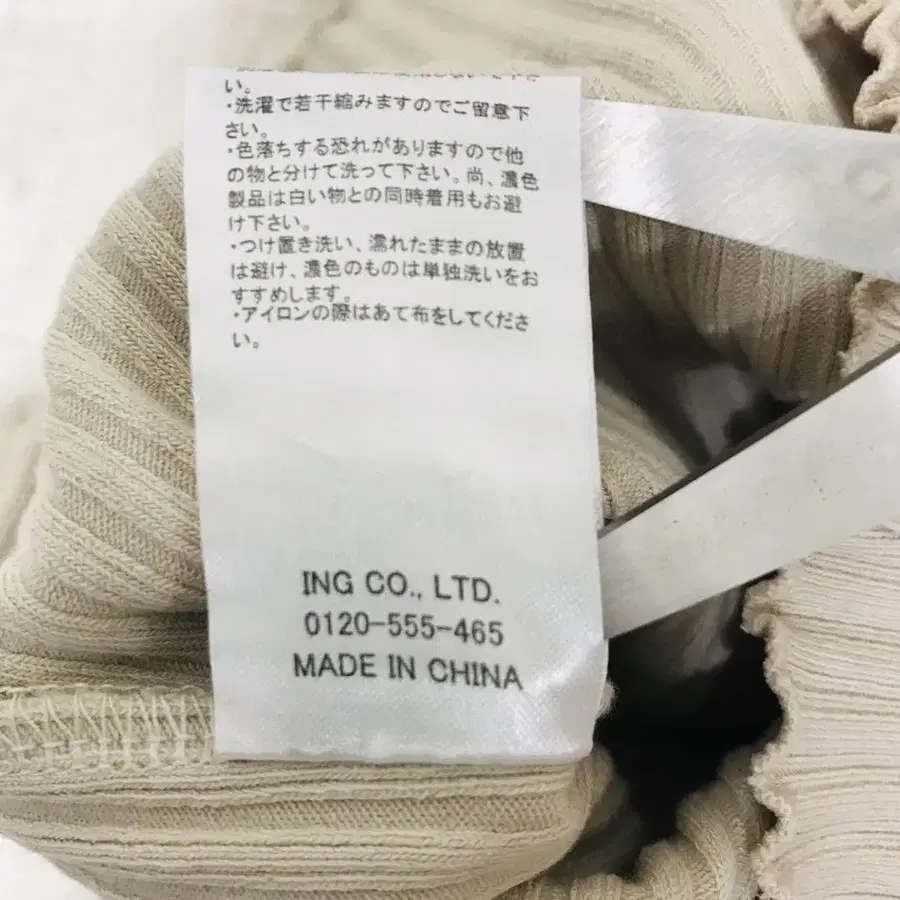 い。
・洗濯で若干縮みますのでご留意下
さい。
・色落ちする恐れがありますので他
の物と分けて洗って下さい。尚、濃色
製品は白い物との同時着用もお避
け下さい。
・つけ置き洗い、濡れたままの放置
は避け、濃色のものは単独洗いをお
すすめします。
・アイロンの際はあて布をしてくださ
い。
ING CO., LTD.
0120-555-465
MADE IN CHINA